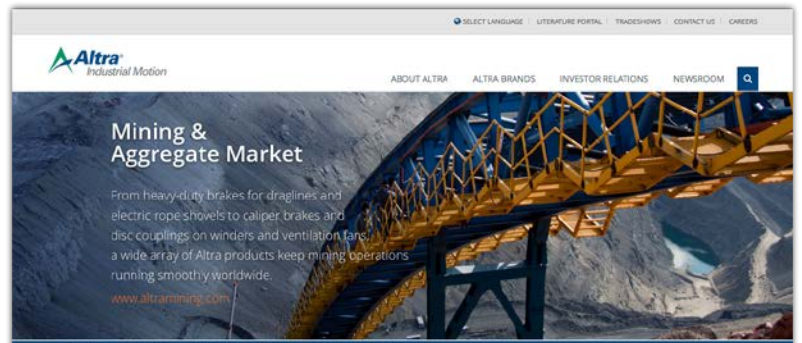 SELECT LANGUAGE LITERATURE PORTAL TRADESHOWS CONTACT US CAREERS
Altra
Industrial Motion
ABOUT ALTRA ALTRA BRANDS INVESTOR RELATIONS NEWSROOM
Mining &
Aggregate Market
From heavy-duty brakes for draglines and
electric rope shovels to caliper brakes and
disc couplings on winders and ventilation fans,
a wide array of Altra products keep mining operations
running smoothly worldwide.
www.altramining.com